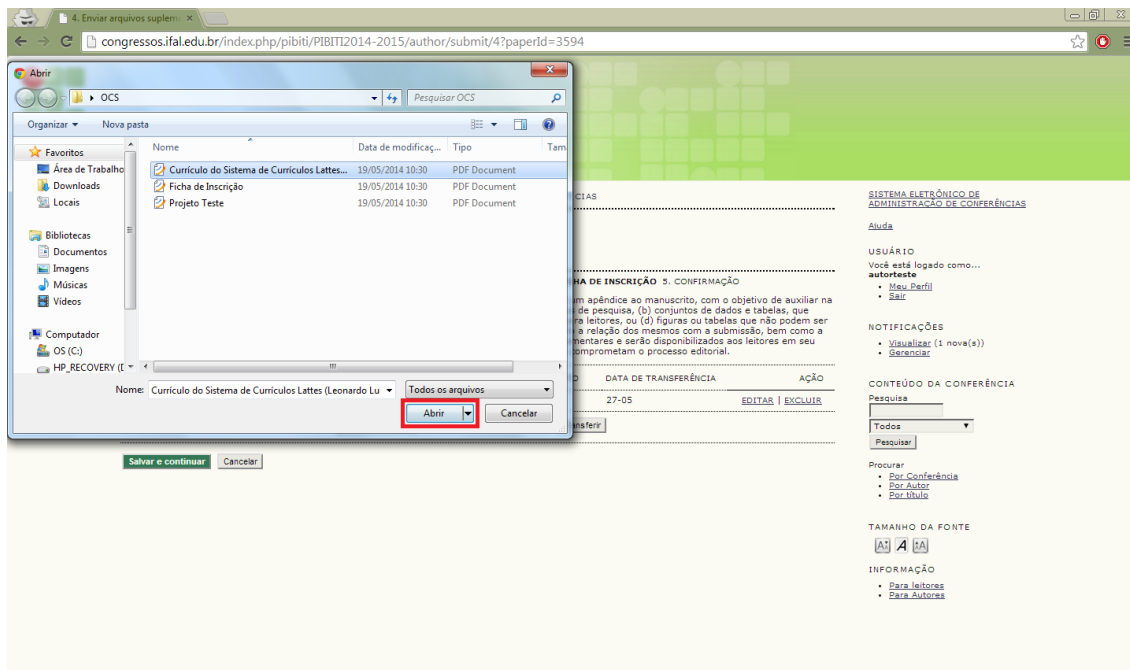 4. Enviar arquivos suplem
congressos.ifal.edu.br/index.php/pibiti/PIBITI2014-2015/author/submit/4?paperId=3594
Abrir
OCS
Pesquisar OCS
Organizar
Nova pasta
Favoritos
Área de Trabalho
Downloads
Locais
Bibliotecas
Documentos
Imagens
Músicas
Vídeos
Computador
OS (C:)
HP_RECOVERY (
Nome Data de modificaç... Tipo Tam
Currículo do Sistema de Currículos Lattes... 19/05/2014 10:30 PDF Document
Ficha de Inscrição 19/05/2014 10:30 PDF Document
Projeto Teste 19/05/2014 10:30 PDF Document
Nome: Currículo do Sistema de Currículos Lattes (Leonardo Lu
Todos os arquivos
Abrir
Cancelar
CIAS
HA DE INSCRIÇÃO 5. CONFIRMAÇÃO
um apêndice ao manuscrito, com o objetivo de auxiliar na
de pesquisa, (b) conjuntos de dados e tabelas, que
ra leitores, ou (d) figuras ou tabelas que não podem ser
a relação dos mesmos com a submissão, bem como a
mentares e serão disponibilizados aos leitores em seu
comprometam o processo editorial.
O DATA DE TRANSFERÊNCIA AÇÃO
27-05 EDITAR | EXCLUIR
nsferir
Salvar e continuar
Cancelar
SISTEMA ELETRÔNICO DE
ADMINISTRAÇÃO DE CONFERÊNCIAS
Ajuda
USUÁRIO
Você está logado como...
autorteste
Meu Perfil
Sair
NOTIFICAÇÕES
Visualizar (1 nova(s))
Gerenciar
CONTEÚDO DA CONFERÊNCIA
Pesquisa
Todos
Pesquisar
Procurar
Por Conferência
Por Autor
Por título
TAMANHO DA FONTE
A A A
INFORMAÇÃO
Para leitores
Para Autores